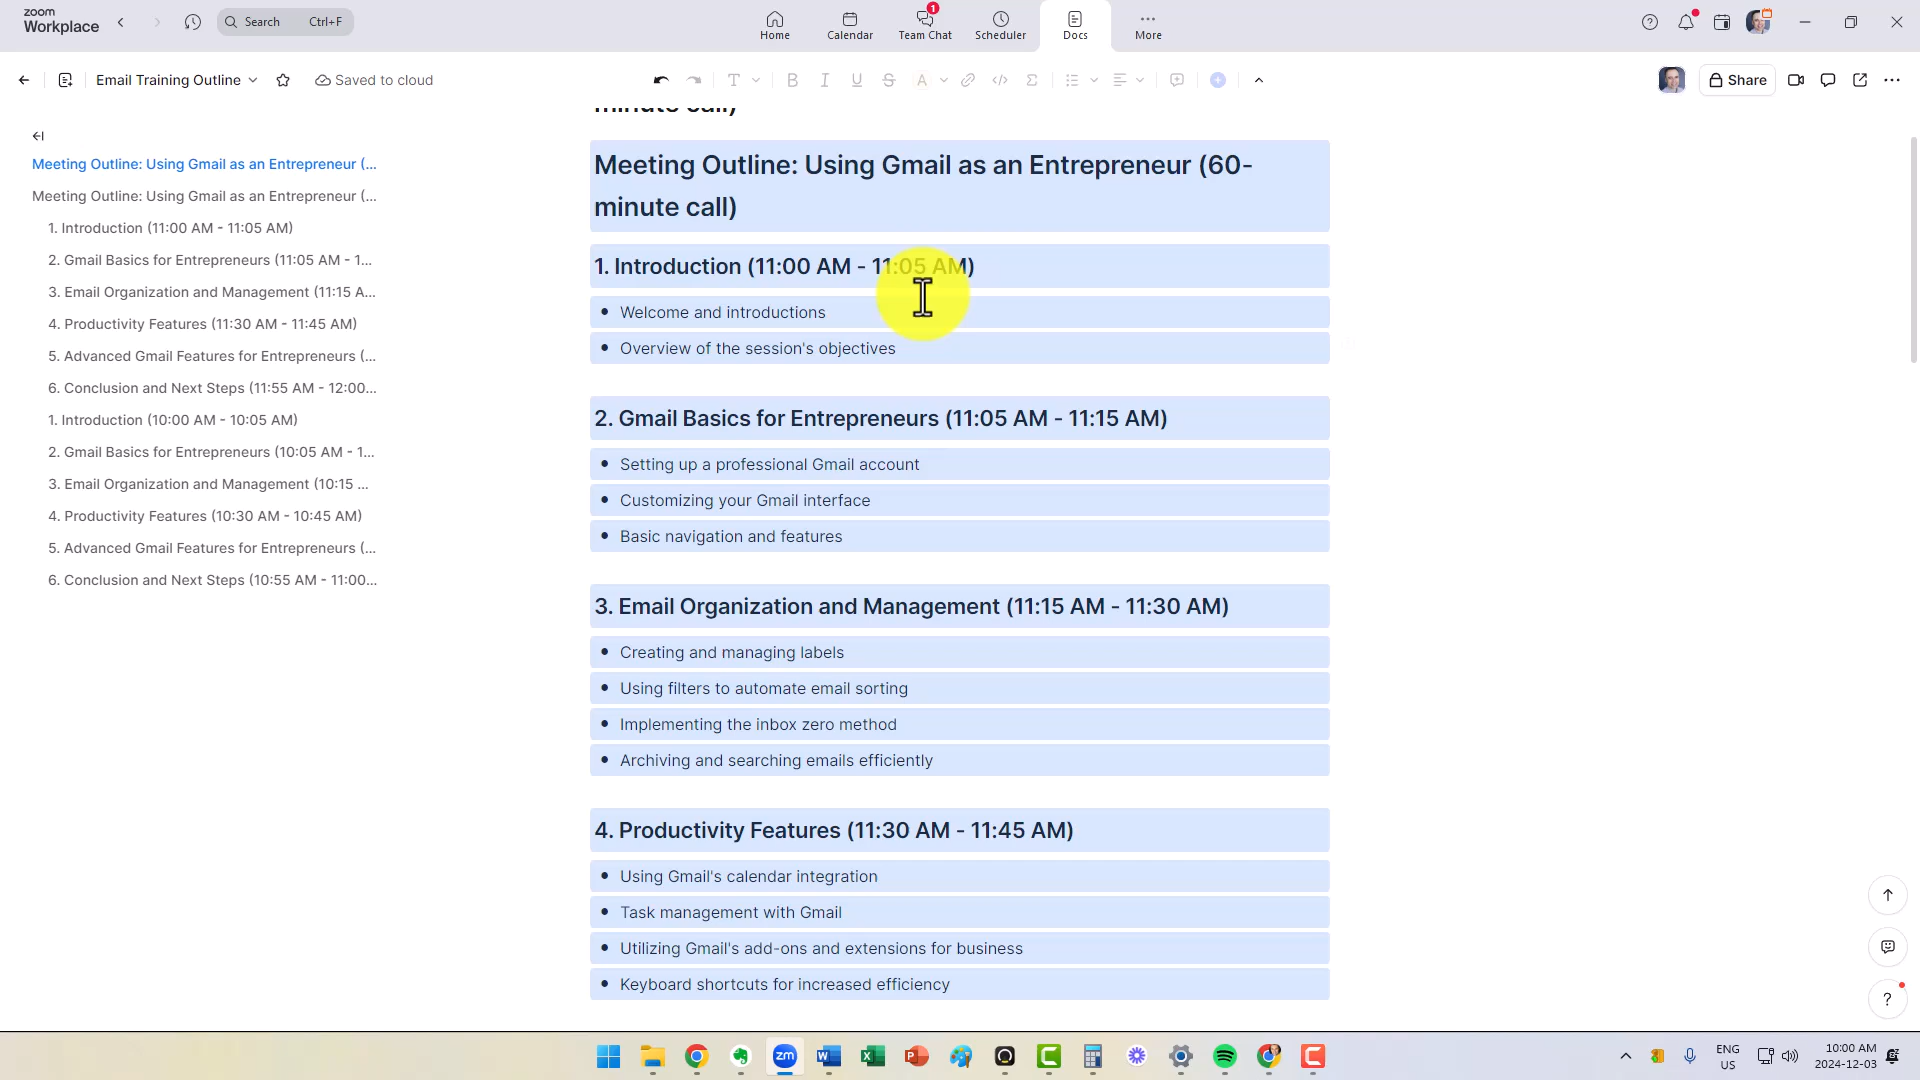 zoom
Workplace
Search Ctrl+F
Home
Calendar
1
Team Chat
Scheduler
Docs
More
Email Training Outline
Saved to cloud
Share
minute call)
Meeting Outline: Using Gmail as an Entrepreneur (...
Meeting Outline: Using Gmail as an Entrepreneur (...
1. Introduction (11:00 AM - 11:05 AM)
2. Gmail Basics for Entrepreneurs (11:05 AM - 1...
3. Email Organization and Management (11:15 A...
4. Productivity Features (11:30 AM - 11:45 AM)
5. Advanced Gmail Features for Entrepreneurs (...
6. Conclusion and Next Steps (11:55 AM - 12:00...
1. Introduction (10:00 AM - 10:05 AM)
2. Gmail Basics for Entrepreneurs (10:05 AM - 1...
3. Email Organization and Management (10:15 ...
4. Productivity Features (10:30 AM - 10:45 AM)
5. Advanced Gmail Features for Entrepreneurs (...
6. Conclusion and Next Steps (10:55 AM - 11:00...
Meeting Outline: Using Gmail as an Entrepreneur (60-
minute call)
1. Introduction (11:00 AM - 11:05 AM)
• Welcome and introductions
• Overview of the session's objectives
2. Gmail Basics for Entrepreneurs (11:05 AM - 11:15 AM)
• Setting up a professional Gmail account
• Customizing your Gmail interface
• Basic navigation and features
3. Email Organization and Management (11:15 AM - 11:30 AM)
• Creating and managing labels
• Using filters to automate email sorting
• Implementing the inbox zero method
• Archiving and searching emails efficiently
4. Productivity Features (11:30 AM - 11:45 AM)
• Using Gmail's calendar integration
• Task management with Gmail
• Utilizing Gmail's add-ons and extensions for business
• Keyboard shortcuts for increased efficiency
zm
ENG
US
10:00 AM
2024-12-03